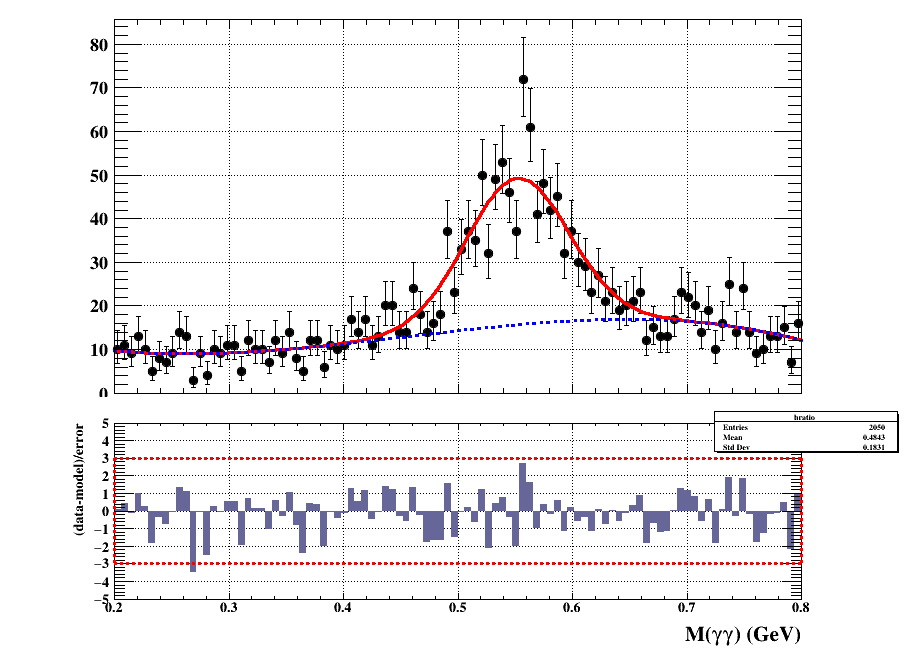 80
70
60
50
40
30
20
10
0
hratio
Entries 2050
Mean 0.4843
Std Dev 0.1831
(data-model)/error
5
4
3
2
1
0
−1
−2
−3
−4
−5
0.2 0.3 0.4 0.5 0.6 0.7 0.8
M(γγ) (GeV)